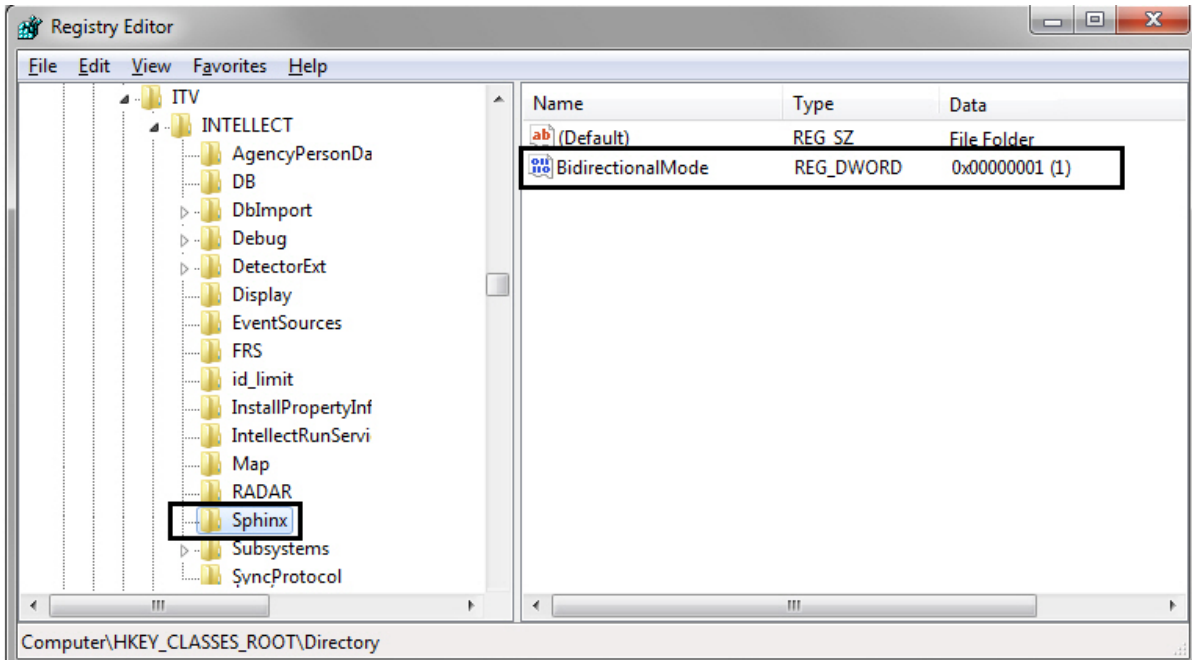 Registry Editor
File Edit View Favorites Help
ITV
INTELLECT
AgencyPersonDa
DB
DbImport
Debug
DetectorExt
Display
EventSources
FRS
id_limit
InstallPropertyInf
IntellectRunServi
Map
RADAR
Sphinx
Subsystems
SyncProtocol
Name Type Data
(Default) REG_SZ File Folder
BidirectionalMode REG_DWORD 0x00000001 (1)
Computer\HKEY_CLASSES_ROOT\Directory